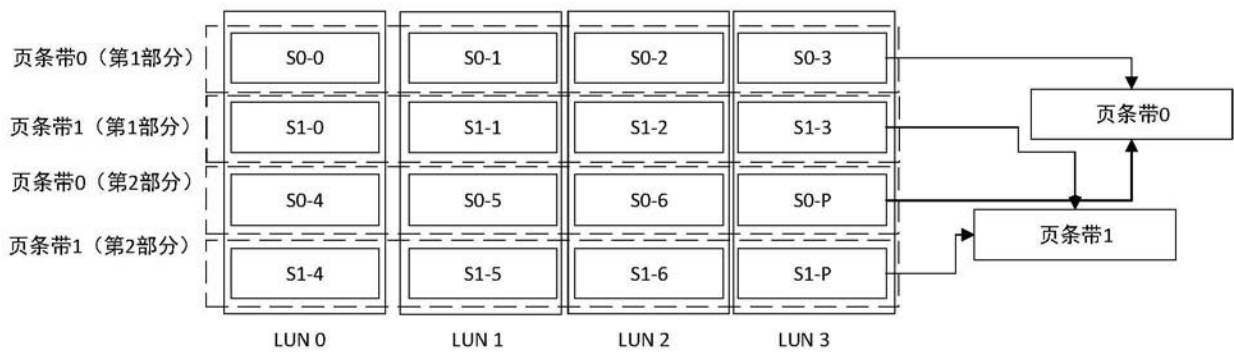 页条带0（第1部分） S0-0 S0-1 S0-2 S0-3
页条带0
页条带1（第1部分） S1-0 S1-1 S1-2 S1-3
页条带0（第2部分） S0-4 S0-5 S0-6 S0-P
页条带1
页条带1（第2部分） S1-4 S1-5 S1-6 S1-P
LUN 0 LUN 1 LUN 2 LUN 3